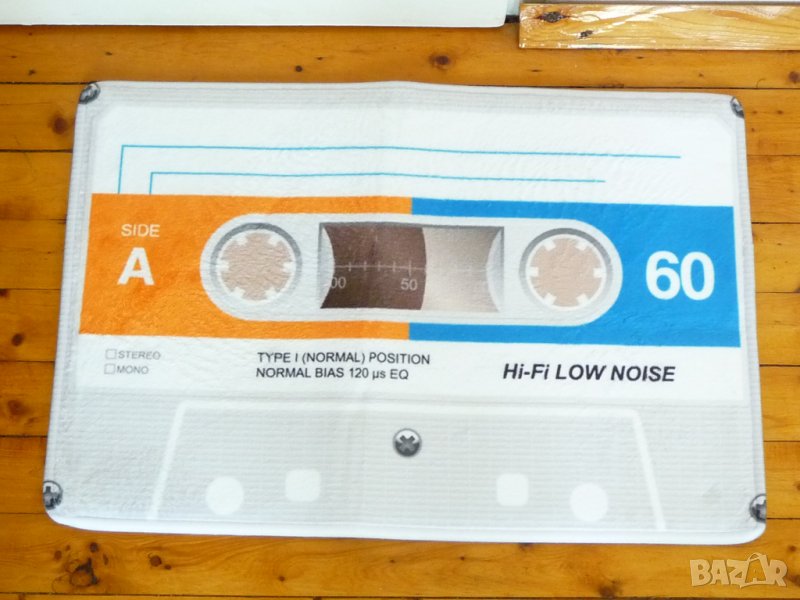 SIDE
A
60
00 50
STEREO
MONO
TYPE I (NORMAL) POSITION
NORMAL BIAS 120 µs EQ
Hi-Fi LOW NOISE
BAZAR